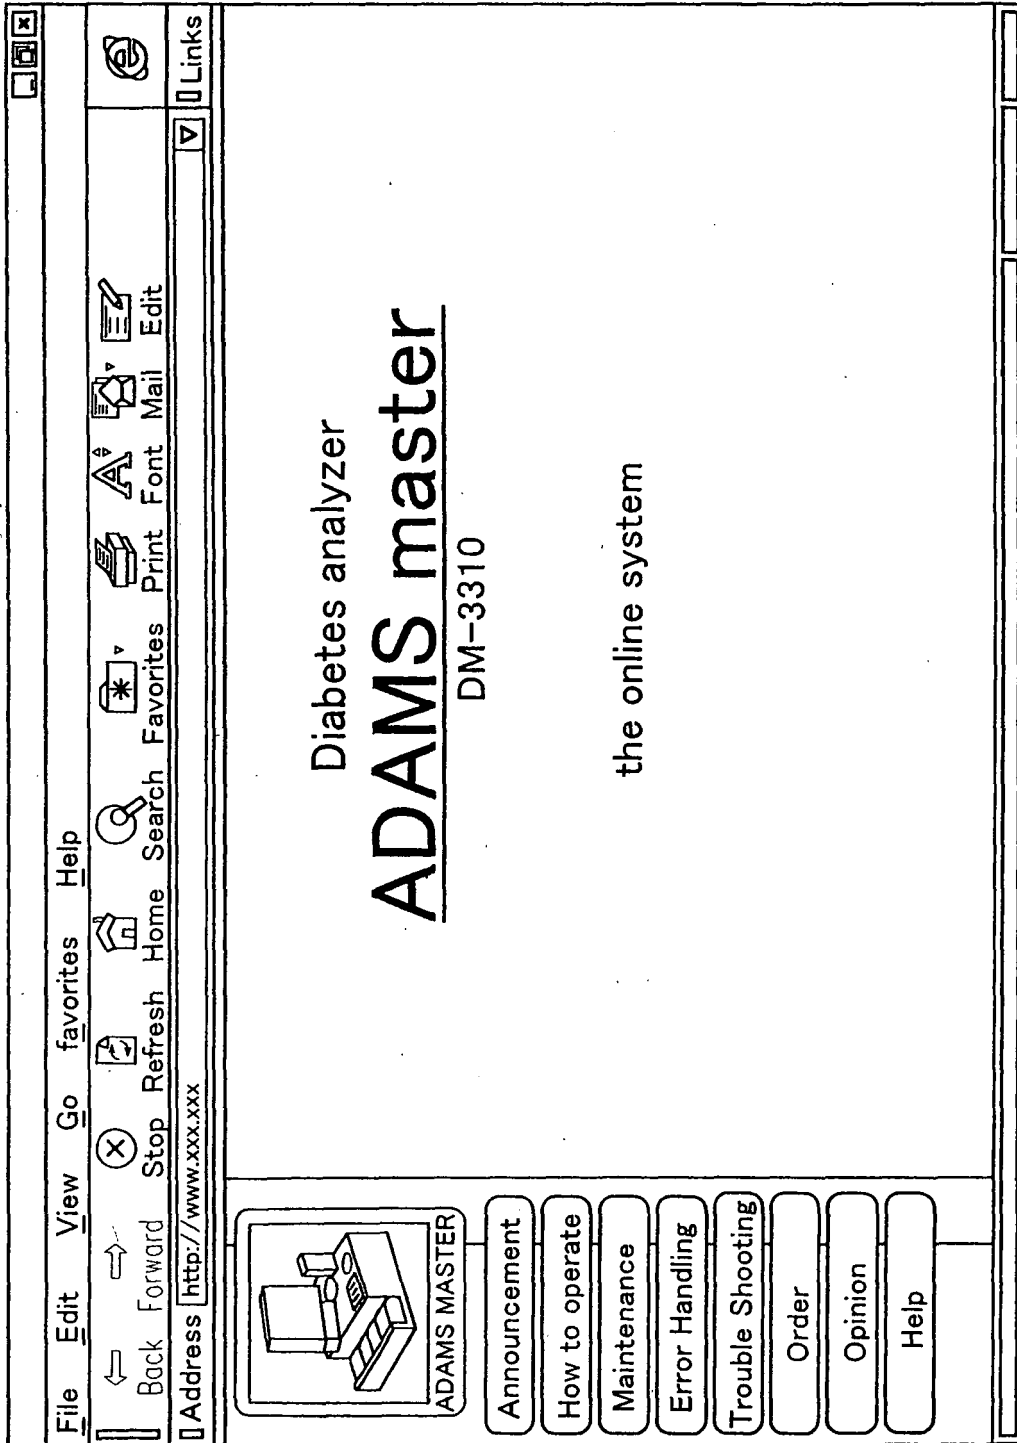 File Edit View Go favorites Help
Back Forward Stop Refresh Home Search Favorites Print Font Mail Edit
Address http://www.xxx.xxx Links
ADAMS MASTER
Announcement
How to operate
Maintenance
Error Handling
Trouble Shooting
Order
Opinion
Help
Diabetes analyzer
ADAMS master
DM-3310
the online system